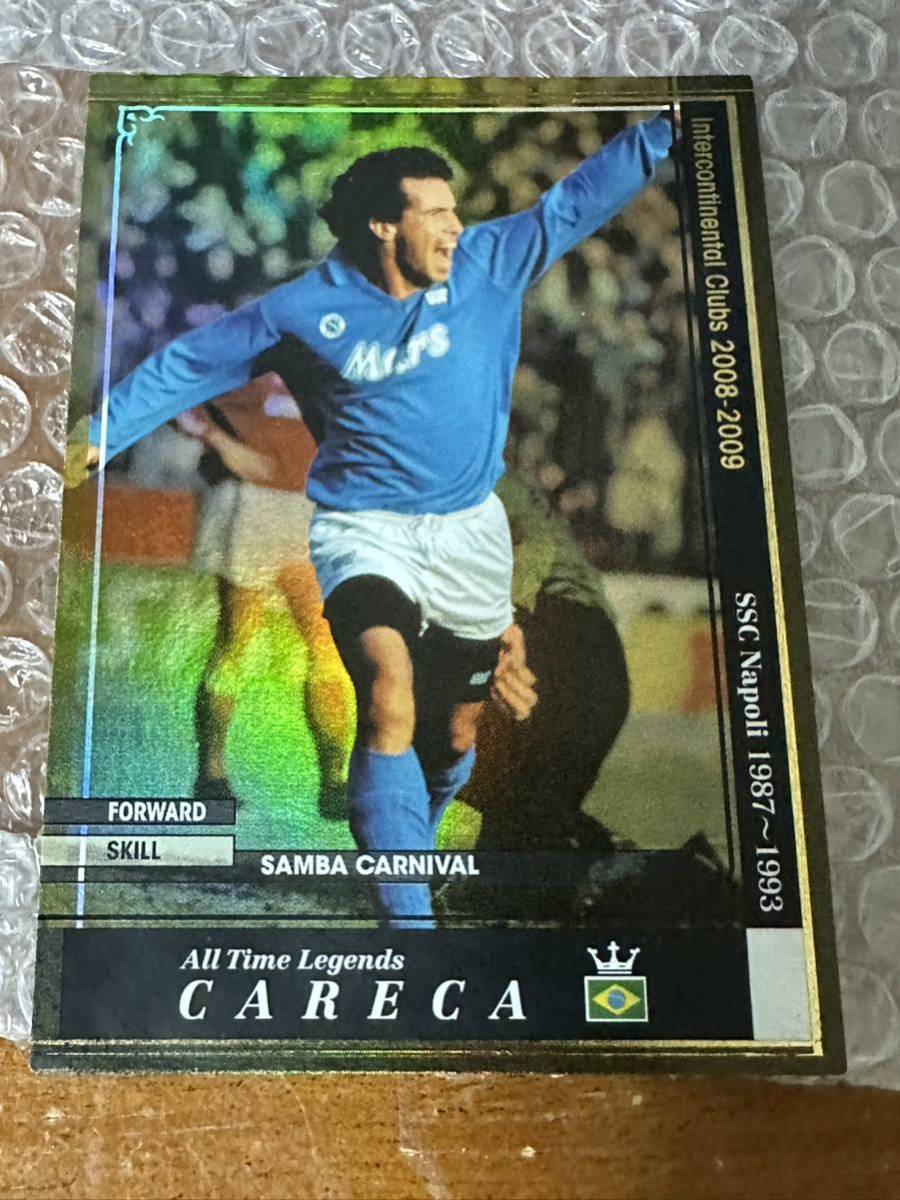 Intercontinental Clubs 2008-2009
SSC Napoli 1987~1993
Mars
FORWARD
SKILL
SAMBA CARNIVAL
All Time Legends
CARECA